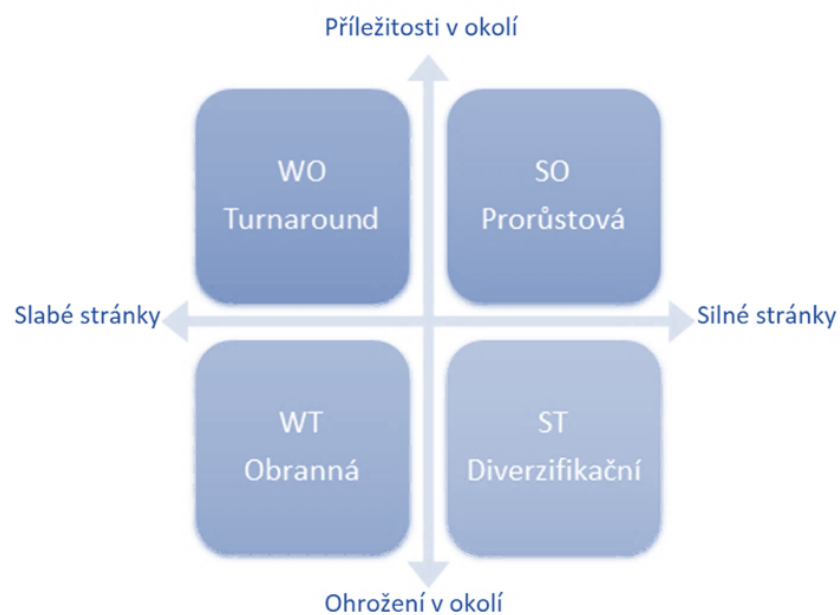 Příležitosti v okolí
WO
Turnaround
SO
Prorůstová
Slabé stránky
Silné stránky
WT
Obranná
ST
Diverzifikační
Ohrožení v okolí